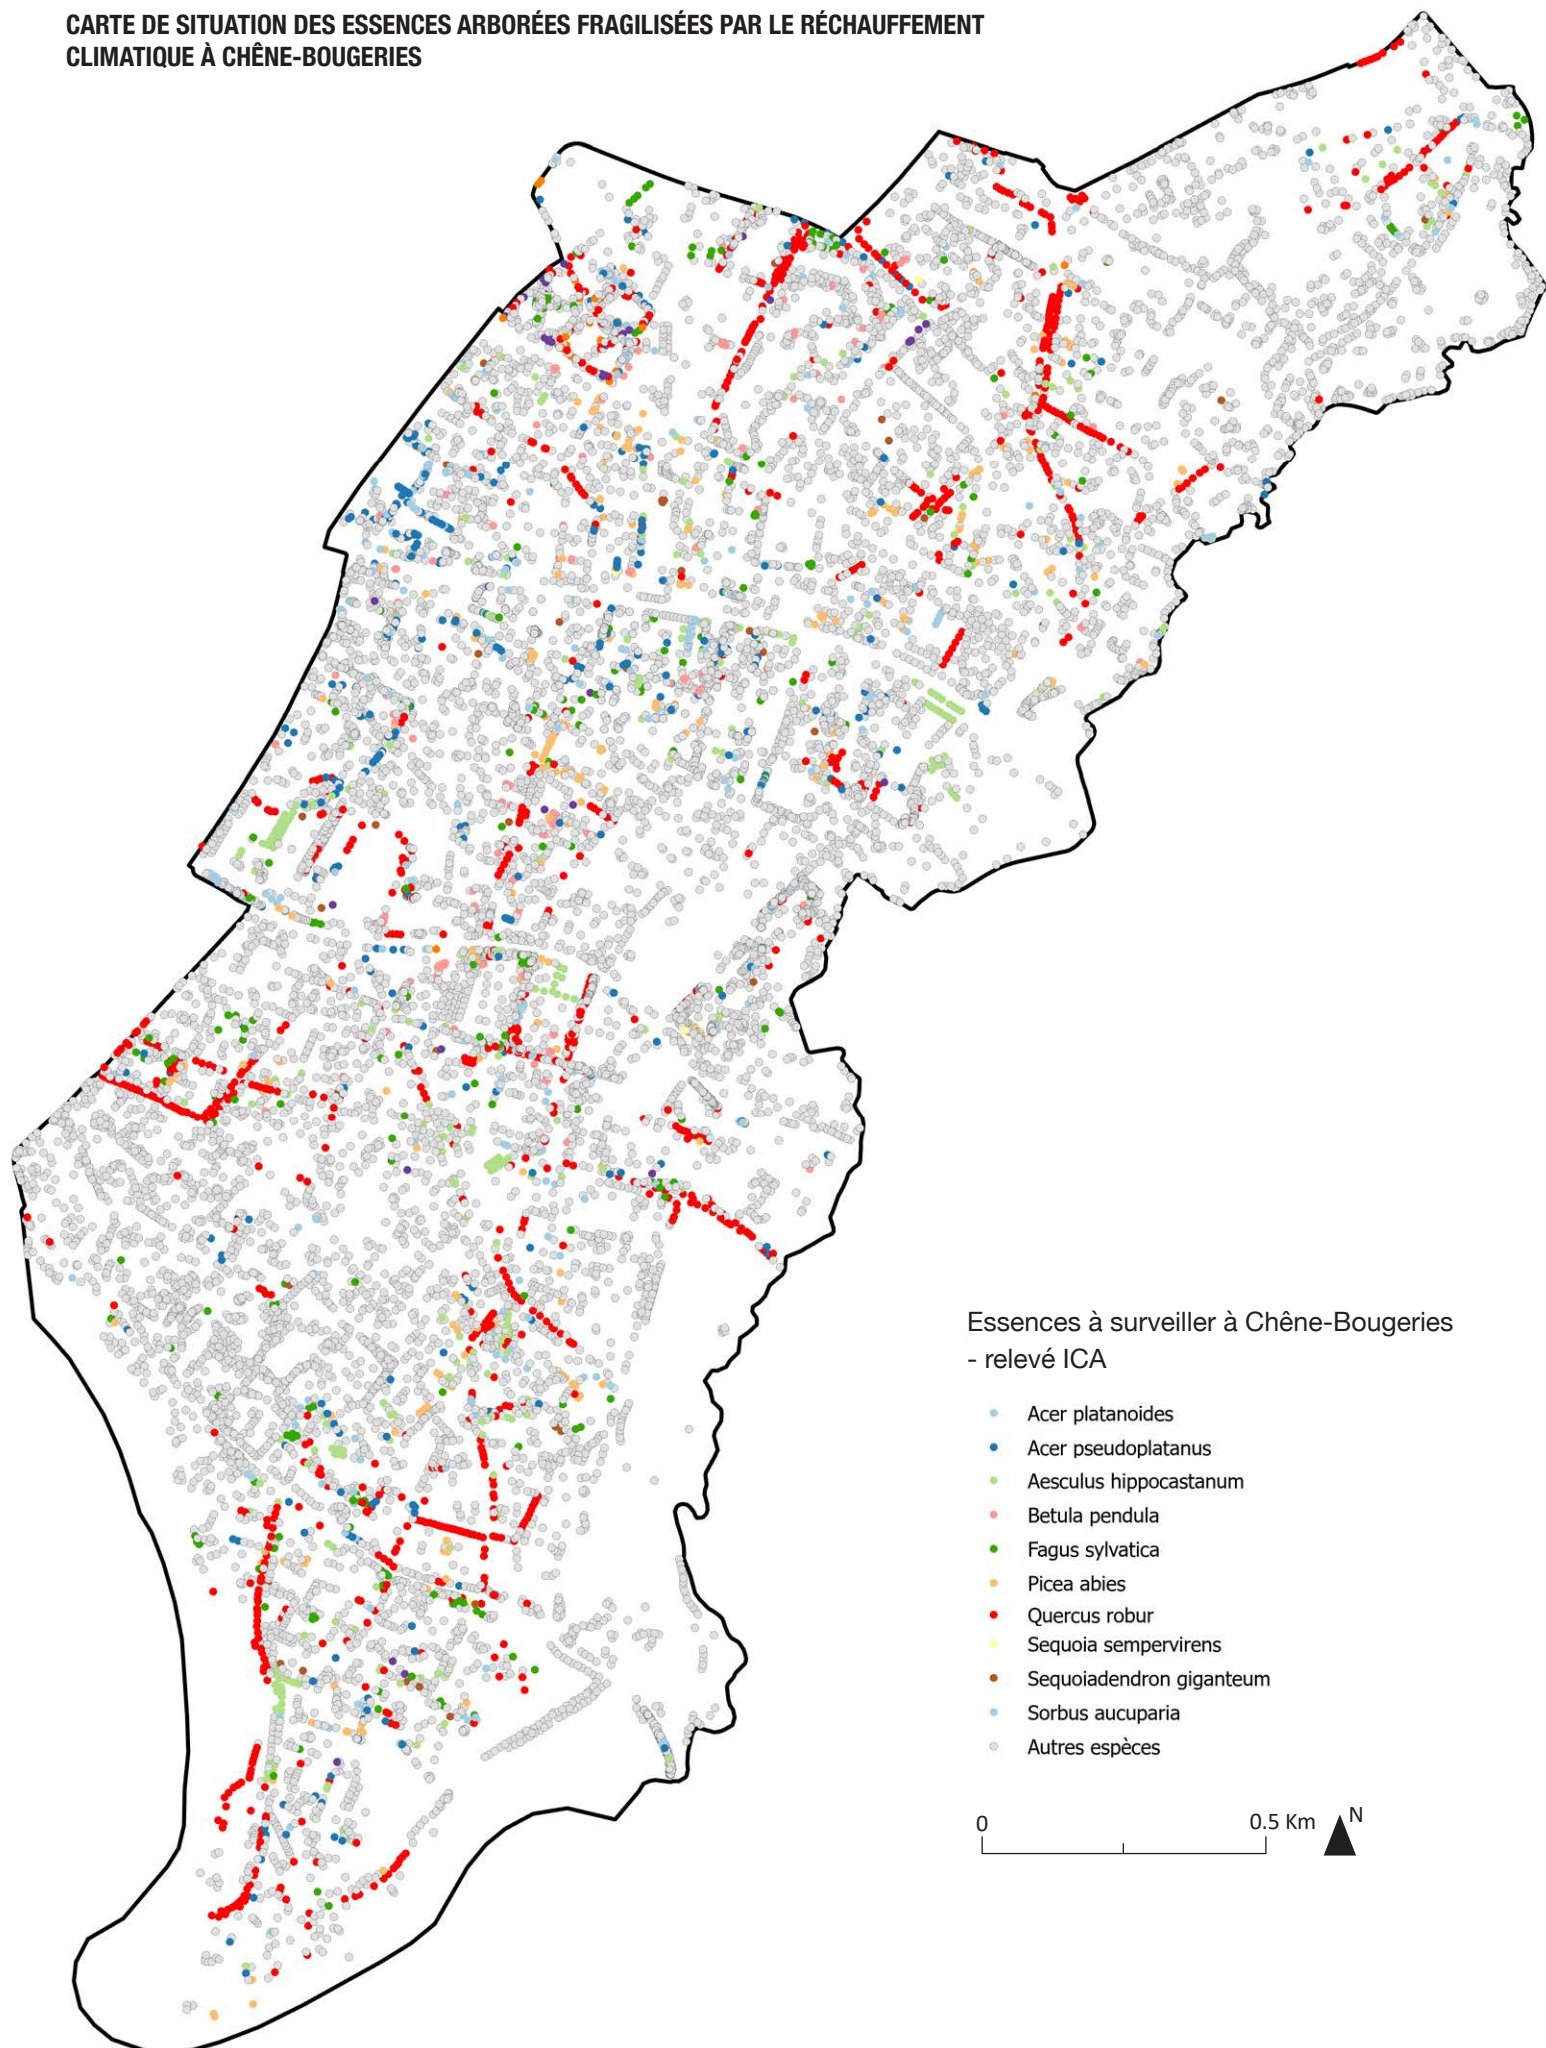 CARTE DE SITUATION DES ESSENCES ARBORÉES FRAGILISÉES PAR LE RÉCHAUFFEMENT
CLIMATIQUE À CHÊNE-BOUGERIES
Essences à surveiller à Chêne-Bougeries
- relevé ICA
Acer platanoides
Acer pseudoplatanus
Aesculus hippocastanum
Betula pendula
Fagus sylvatica
Picea abies
Quercus robur
Sequoia sempervirens
Sequoiadendron giganteum
Sorbus aucuparia
Autres espèces
0 0.5 Km N